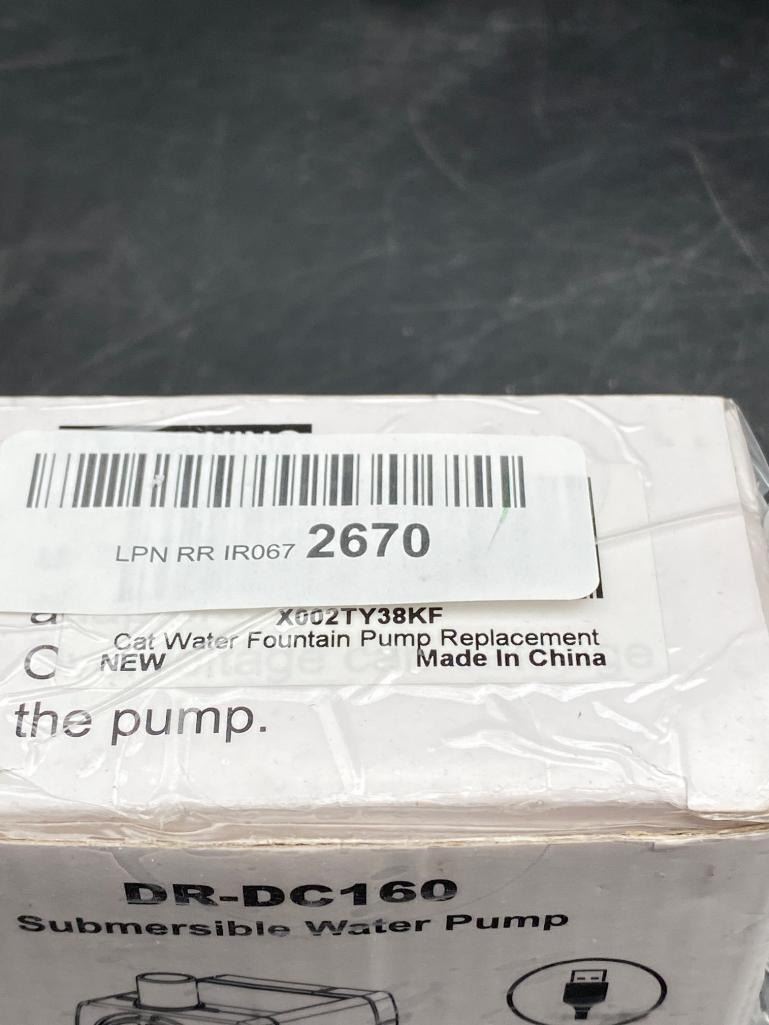 LPN RR IR067 2670
X002TY38KF
Cat Water Fountain Pump Replacement
NEW Made In China
the pump.
DR-DC160
Submersible Water Pump